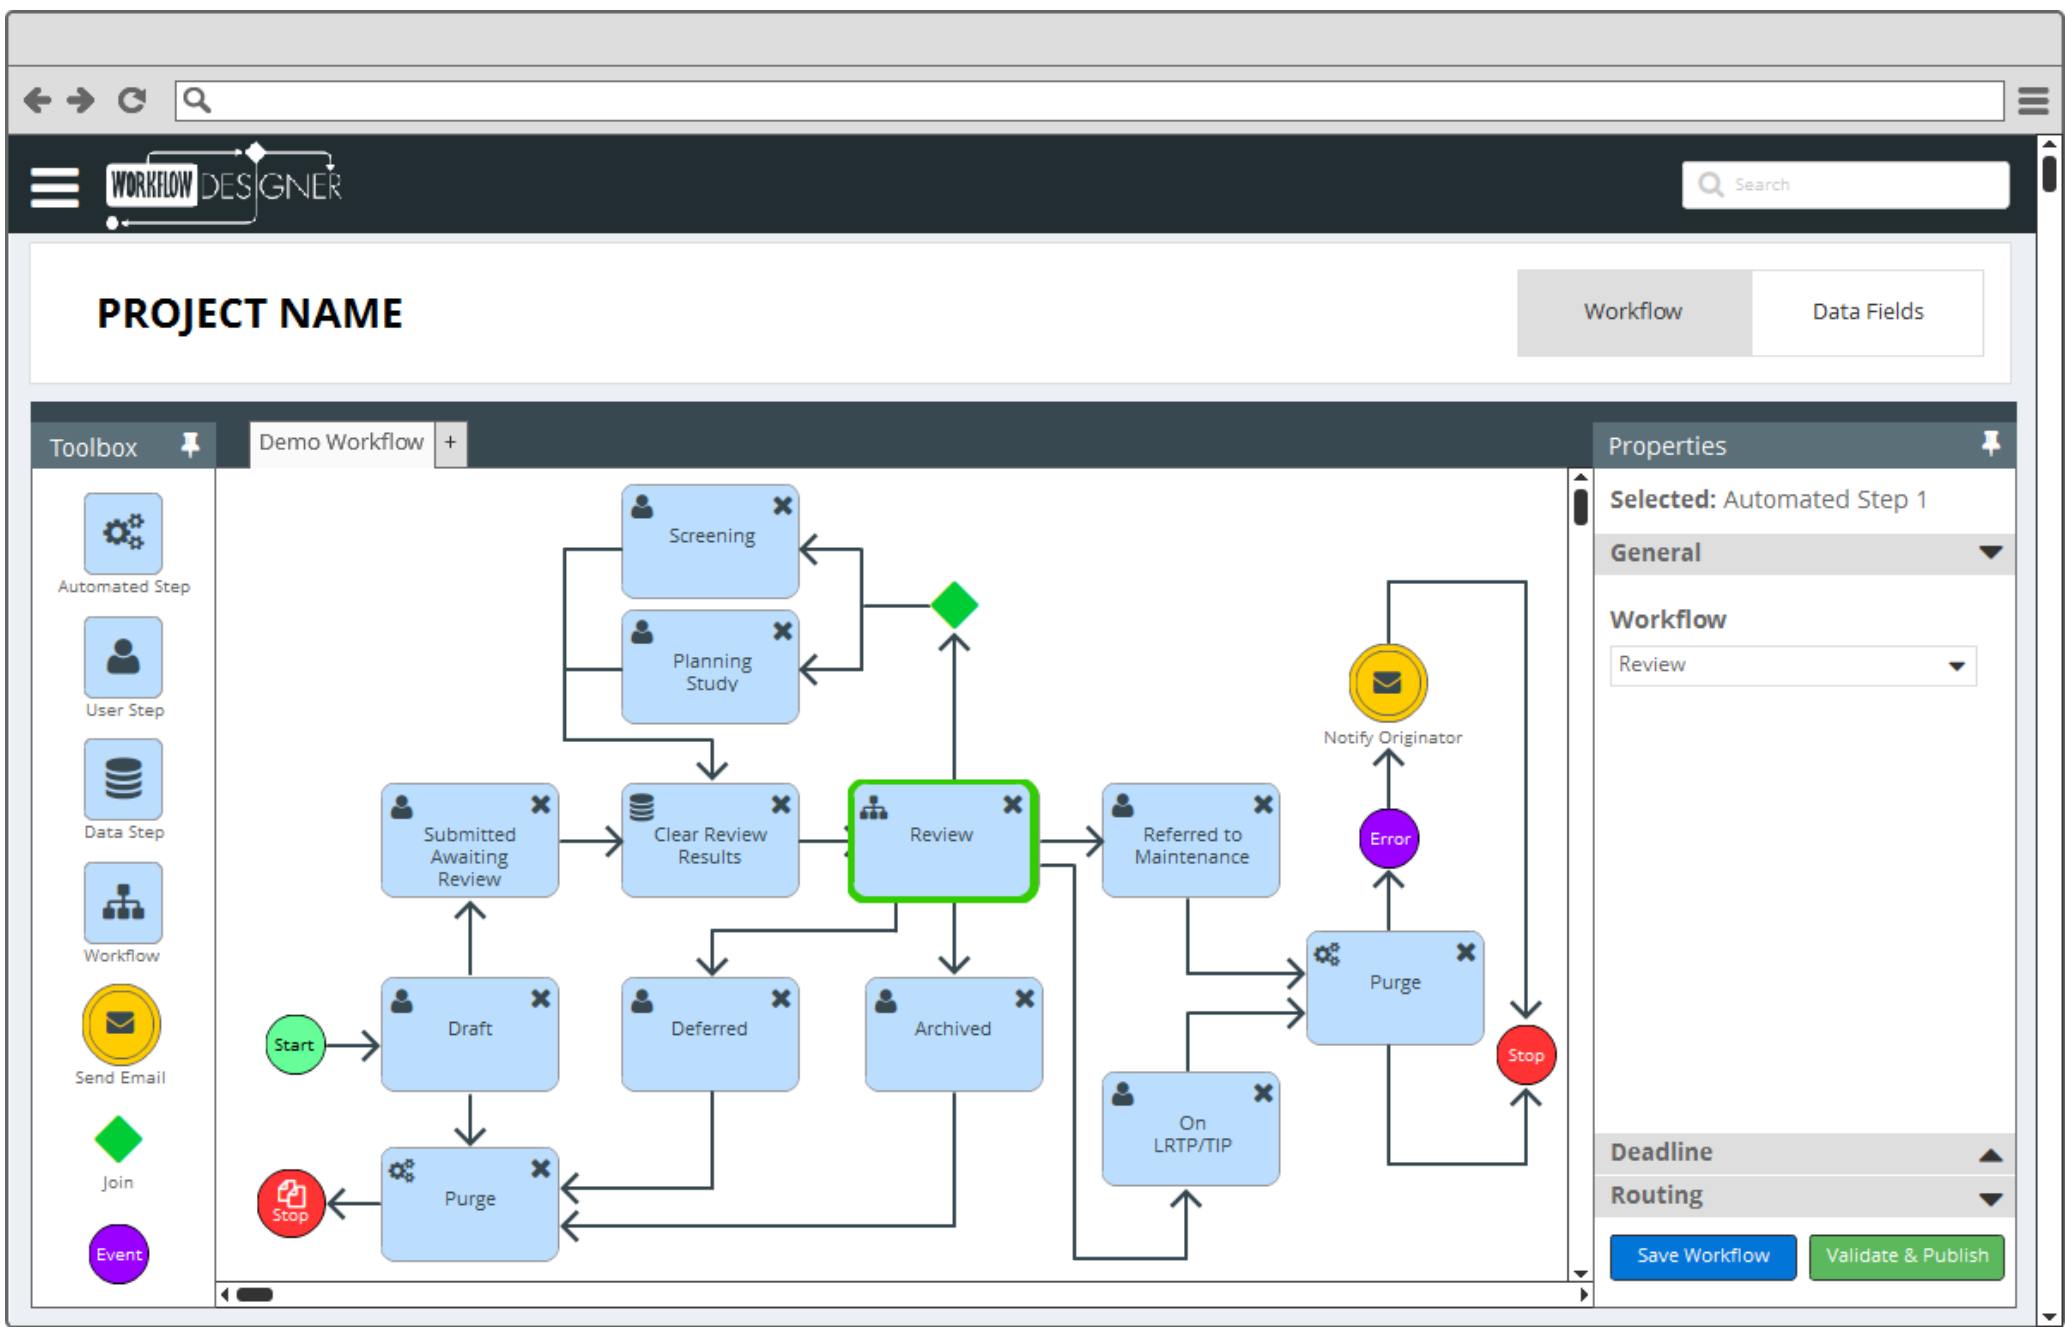 WORKFLOW DESIGNER
Search
PROJECT NAME
Workflow
Data Fields
Toolbox
Demo Workflow
+
Properties
Automated Step
User Step
Data Step
Workflow
Send Email
Join
Event
Screening
Planning
Study
Notify Originator
Submitted
Awaiting
Review
Clear Review
Results
Review
Referred to
Maintenance
Error
Purge
Start
Draft
Deferred
Archived
Stop
On
LRTP/TIP
Stop
Purge
Selected: Automated Step 1
General
Workflow
Review
Deadline
Routing
Save Workflow
Validate & Publish